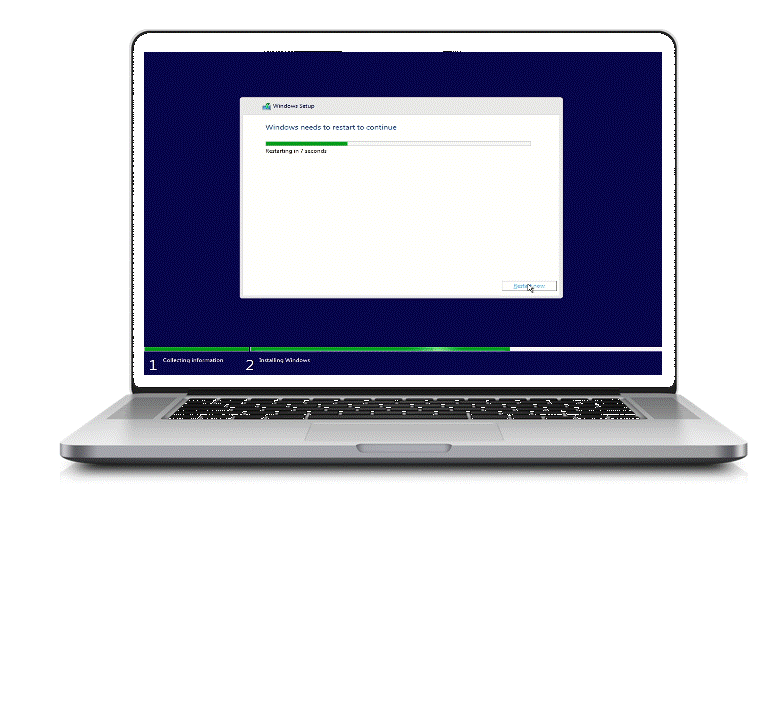 Windows Setup
Windows needs to restart to continue
Restarting in 7 seconds
Restart now
1 Collecting information
2 Installing Windows